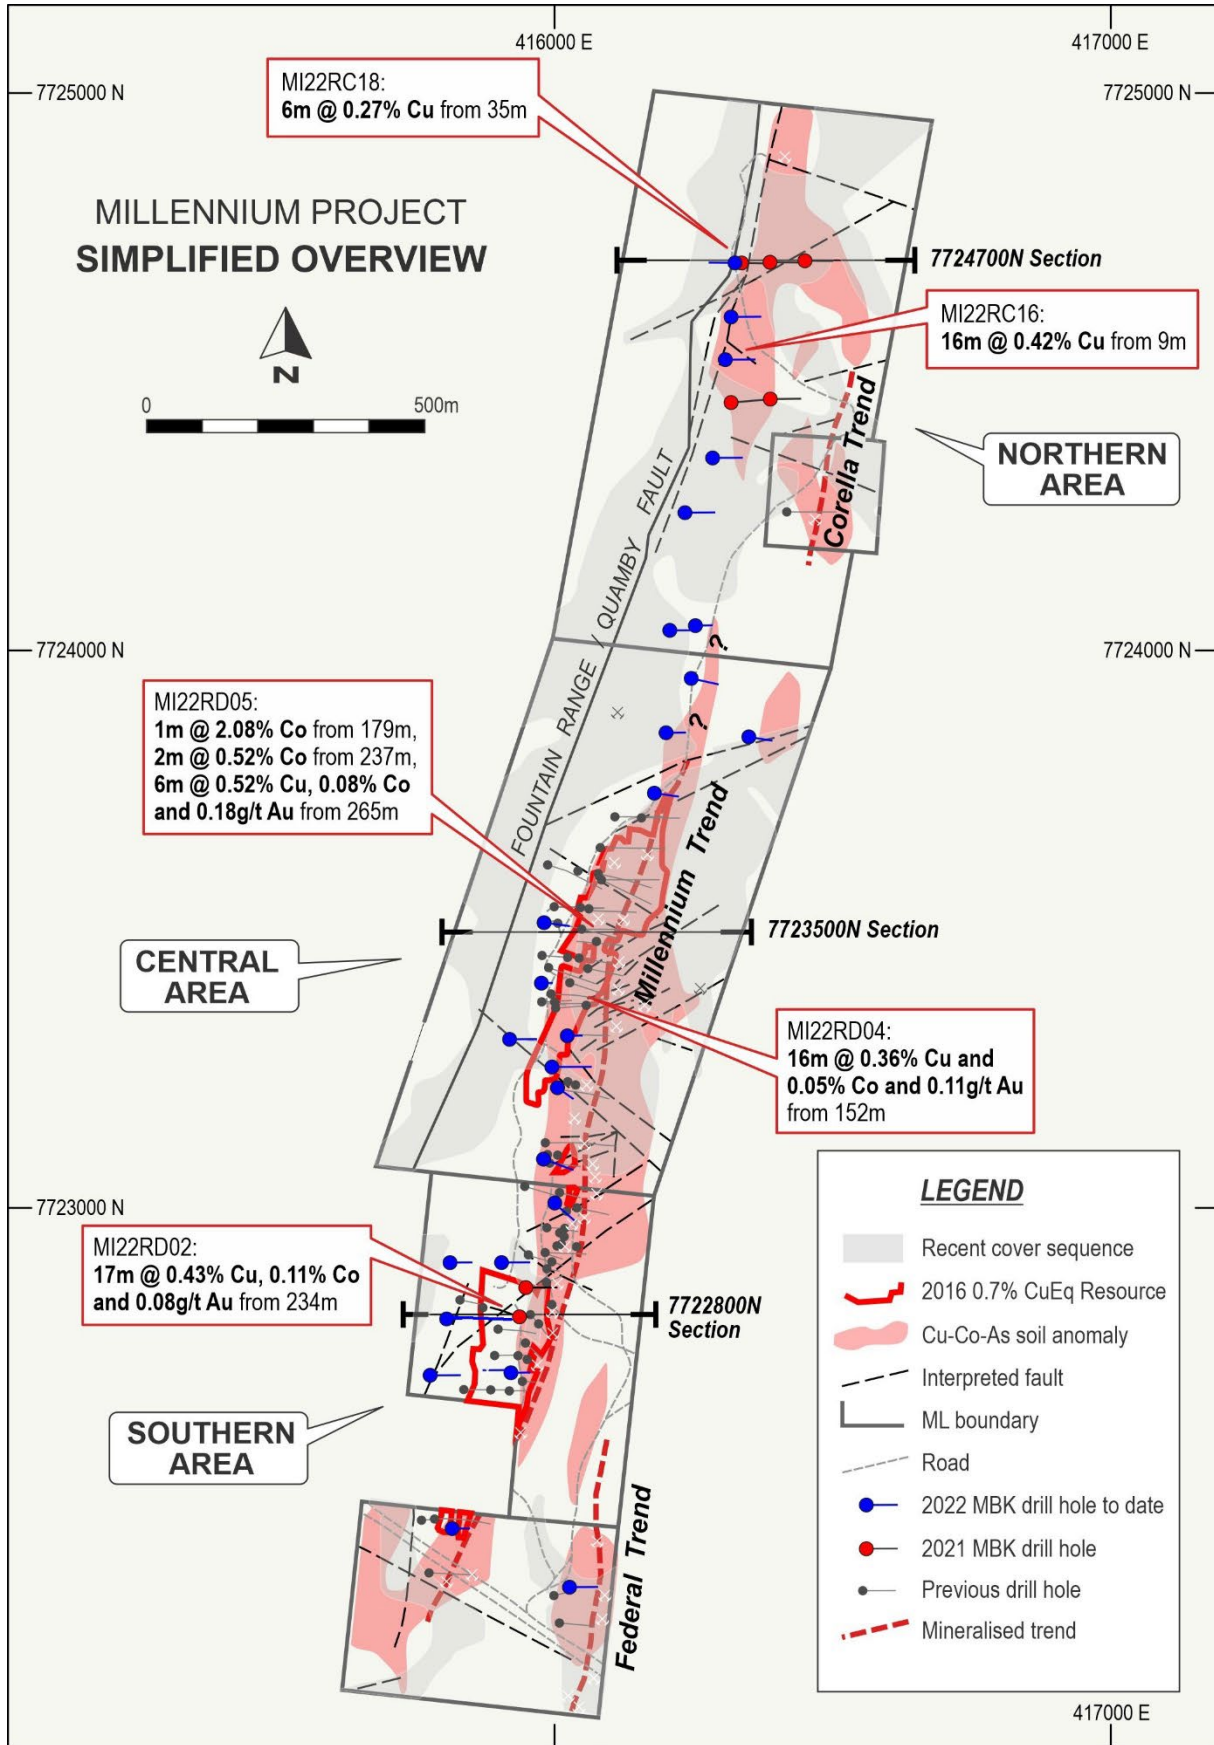 416000 E
417000 E
7725000 N
7725000 N
MI22RC18:
6m @ 0.27% Cu from 35m
MILLENNIUM PROJECT
SIMPLIFIED OVERVIEW
N
0
500m
7724700N Section
MI22RC16:
16m @ 0.42% Cu from 9m
Corella Trend
NORTHERN
AREA
FOUNTAIN RANGE / QUAMBY FAULT
7724000 N
7724000 N
?
?
MI22RD05:
1m @ 2.08% Co from 179m,
2m @ 0.52% Co from 237m,
6m @ 0.52% Cu, 0.08% Co
and 0.18g/t Au from 265m
Millennium Trend
7723500N Section
CENTRAL
AREA
MI22RD04:
16m @ 0.36% Cu and
0.05% Co and 0.11g/t Au
from 152m
7723000 N
MI22RD02:
17m @ 0.43% Cu, 0.11% Co
and 0.08g/t Au from 234m
7722800N
Section
SOUTHERN
AREA
Federal Trend
LEGEND
Recent cover sequence
2016 0.7% CuEq Resource
Cu-Co-As soil anomaly
Interpreted fault
ML boundary
Road
2022 MBK drill hole to date
2021 MBK drill hole
Previous drill hole
Mineralised trend
416000 E
417000 E